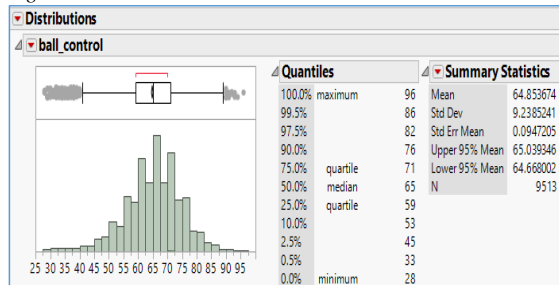 Distributions
ball_control
Quantiles
100.0% maximum 96
99.5% 86
97.5% 82
90.0% 76
75.0% quartile 71
50.0% median 65
25.0% quartile 59
10.0% 53
2.5% 45
0.5% 33
0.0% minimum 28
Summary Statistics
Mean 64.853674
Std Dev 9.2385241
Std Err Mean 0.0947205
Upper 95% Mean 65.039346
Lower 95% Mean 64.668002
N 9513
25 30 35 40 45 50 55 60 65 70 75 80 85 90 95